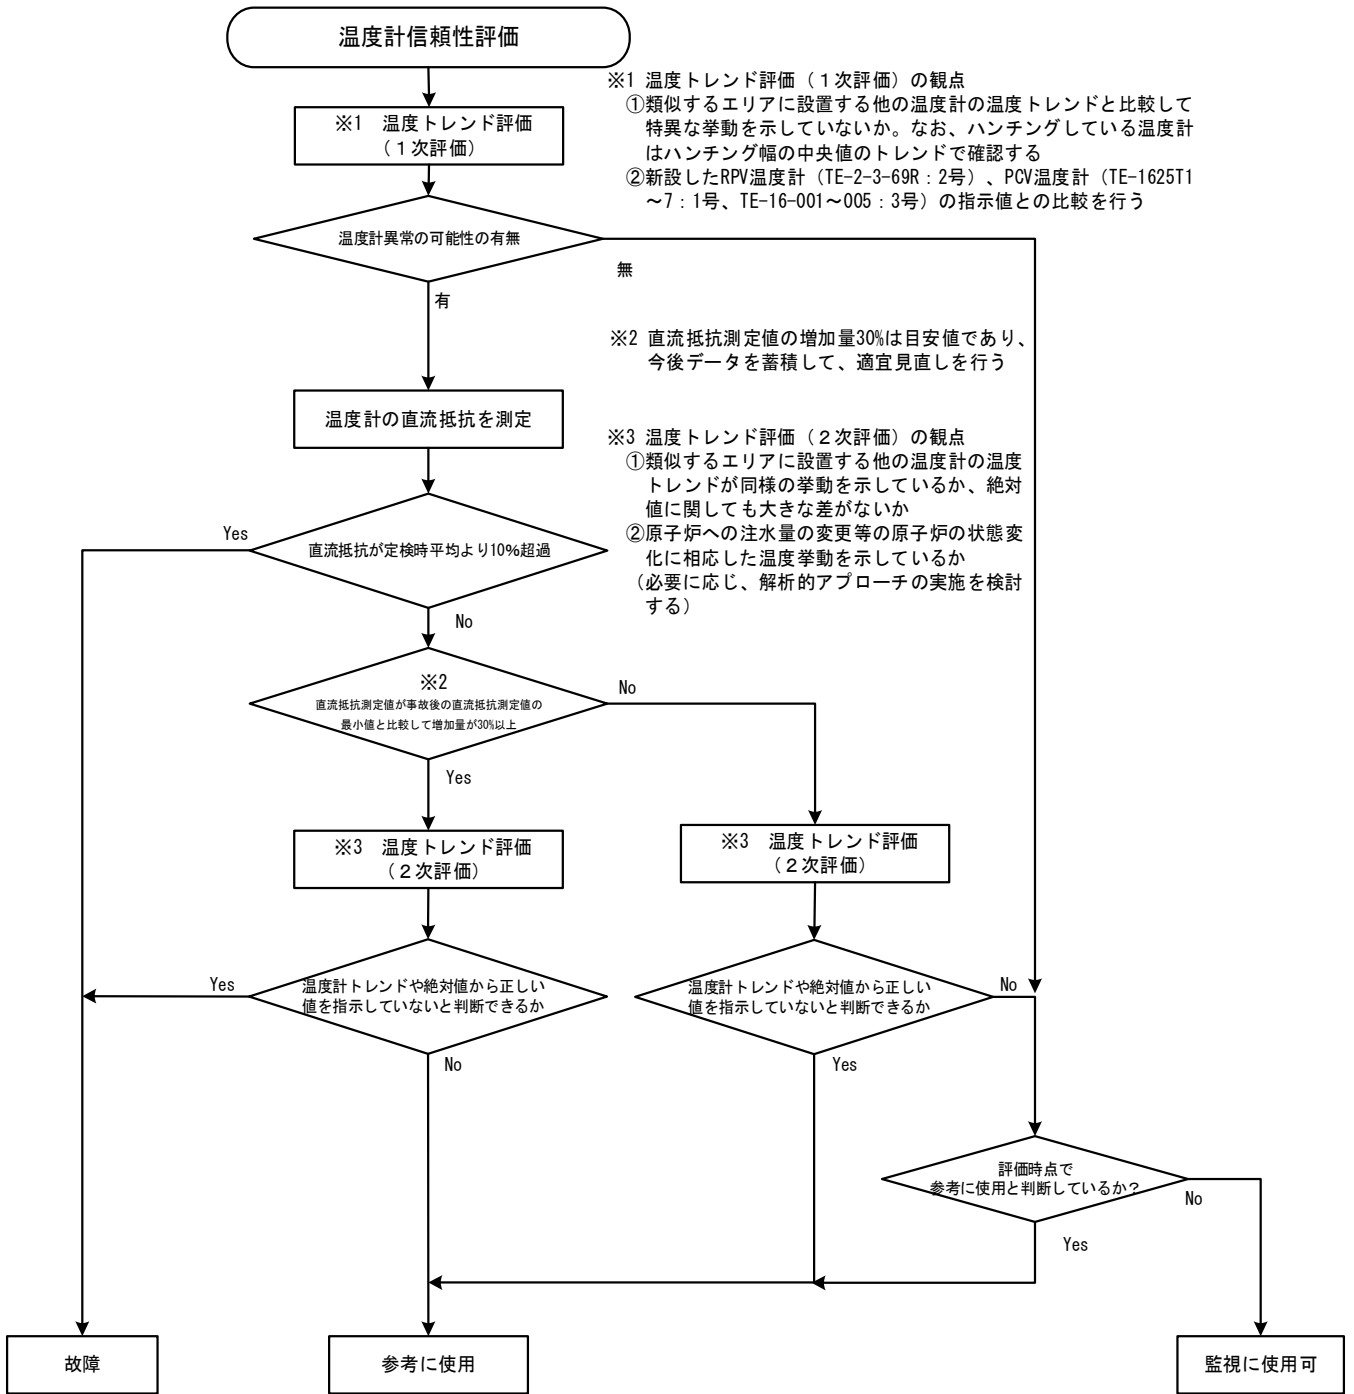 温度計信頼性評価
※1 温度トレンド評価
(１次評価)
※1 温度トレンド評価（１次評価）の観点
①類似するエリアに設置する他の温度計の温度トレンドと比較して
特異な挙動を示していないか。なお、ハンチングしている温度計
はハンチング幅の中央値のトレンドで確認する
②新設したRPV温度計（TE-2-3-69R：2号）、PCV温度計（TE-1625T1
～7：1号、TE-16-001～005：3号）の指示値との比較を行う
温度計異常の可能性の有無
無
有
※2 直流抵抗測定値の増加量30%は目安値であり、
今後データを蓄積して、適宜見直しを行う
温度計の直流抵抗を測定
※3 温度トレンド評価（２次評価）の観点
①類似するエリアに設置する他の温度計の温度
トレンドが同様の挙動を示しているか、絶対
値に関しても大きな差がないか
②原子炉への注水量の変更等の原子炉の状態変
化に相応した温度挙動を示しているか
（必要に応じ、解析的アプローチの実施を検討
する）
Yes
直流抵抗が定検時平均より10%超過
No
※2
直流抵抗測定値が事故後の直流抵抗測定値の
最小値と比較して増加量が30%以上
No
Yes
※3 温度トレンド評価
(２次評価)
※3 温度トレンド評価
(２次評価)
Yes
温度計トレンドや絶対値から正しい
値を指示していないと判断できるか
No
温度計トレンドや絶対値から正しい
値を指示していないと判断できるか
No
Yes
評価時点で
参考に使用と判断しているか？
No
Yes
故障
参考に使用
監視に使用可